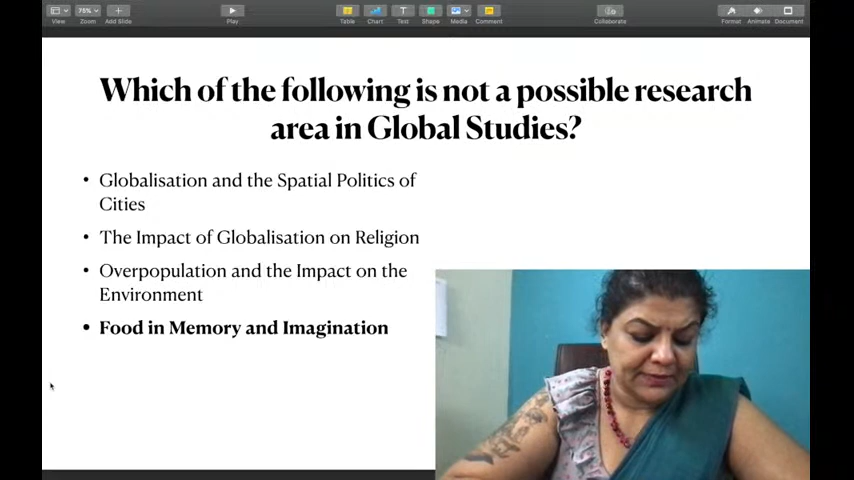 View
75%
Zoom
Add Slide
Play
Table
Chart
Text
Shape
Media
Comment
Collaborate
Format
Animate
Document
Which of the following is not a possible research
area in Global Studies?
• Globalisation and the Spatial Politics of
Cities
• The Impact of Globalisation on Religion
• Overpopulation and the Impact on the
Environment
• Food in Memory and Imagination